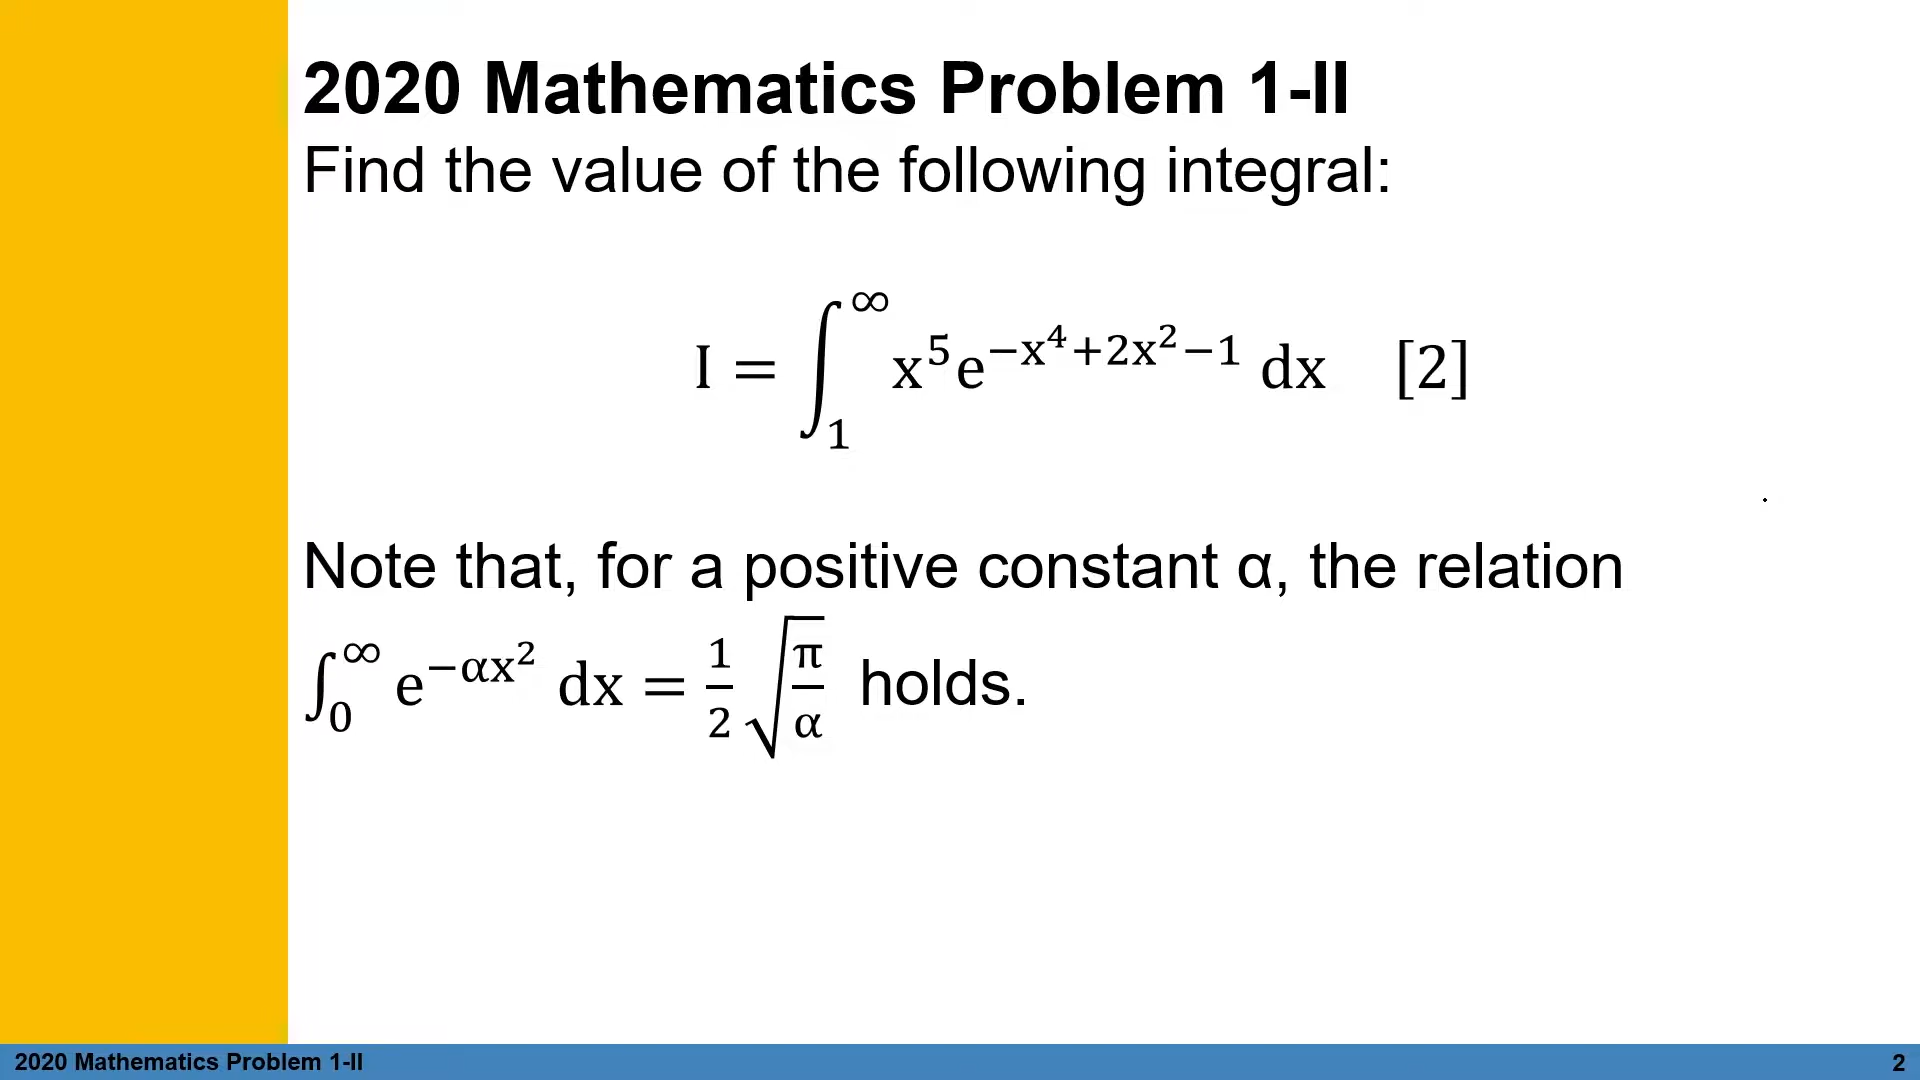 2020 Mathematics Problem 1-II
Find the value of the following integral:
I = ∫₁^∞ x⁵e^(−x⁴+2x²−1) dx [2]
Note that, for a positive constant α, the relation
∫₀^∞ e^(−αx²) dx = 1/2 √(π/α) holds.
2020 Mathematics Problem 1-II
2